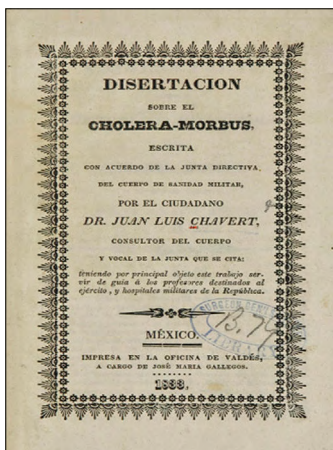 DISERTACION
SOBRE EL
CHOLERA-MORBUS,
ESCRITA
CON ACUERDO DE LA JUNTA DIRECTIVA
DEL CUERPO DE SANIDAD MILITAR,
POR EL CIUDADANO
DR. JUAN LUIS CHAVERT,
CONSULTOR DEL CUERPO
Y VOCAL DE LA JUNTA QUE SE CITA:
teniendo por principal objeto este trabajo ser-
vir de guia á los profesores destinados al
ejército, y hospitales militares de la República.
MÉXICO.
IMPRESA EN LA OFICINA DE VALDÉS,
A CARGO DE JOSÉ MARIA GALLEGOS.
1833.